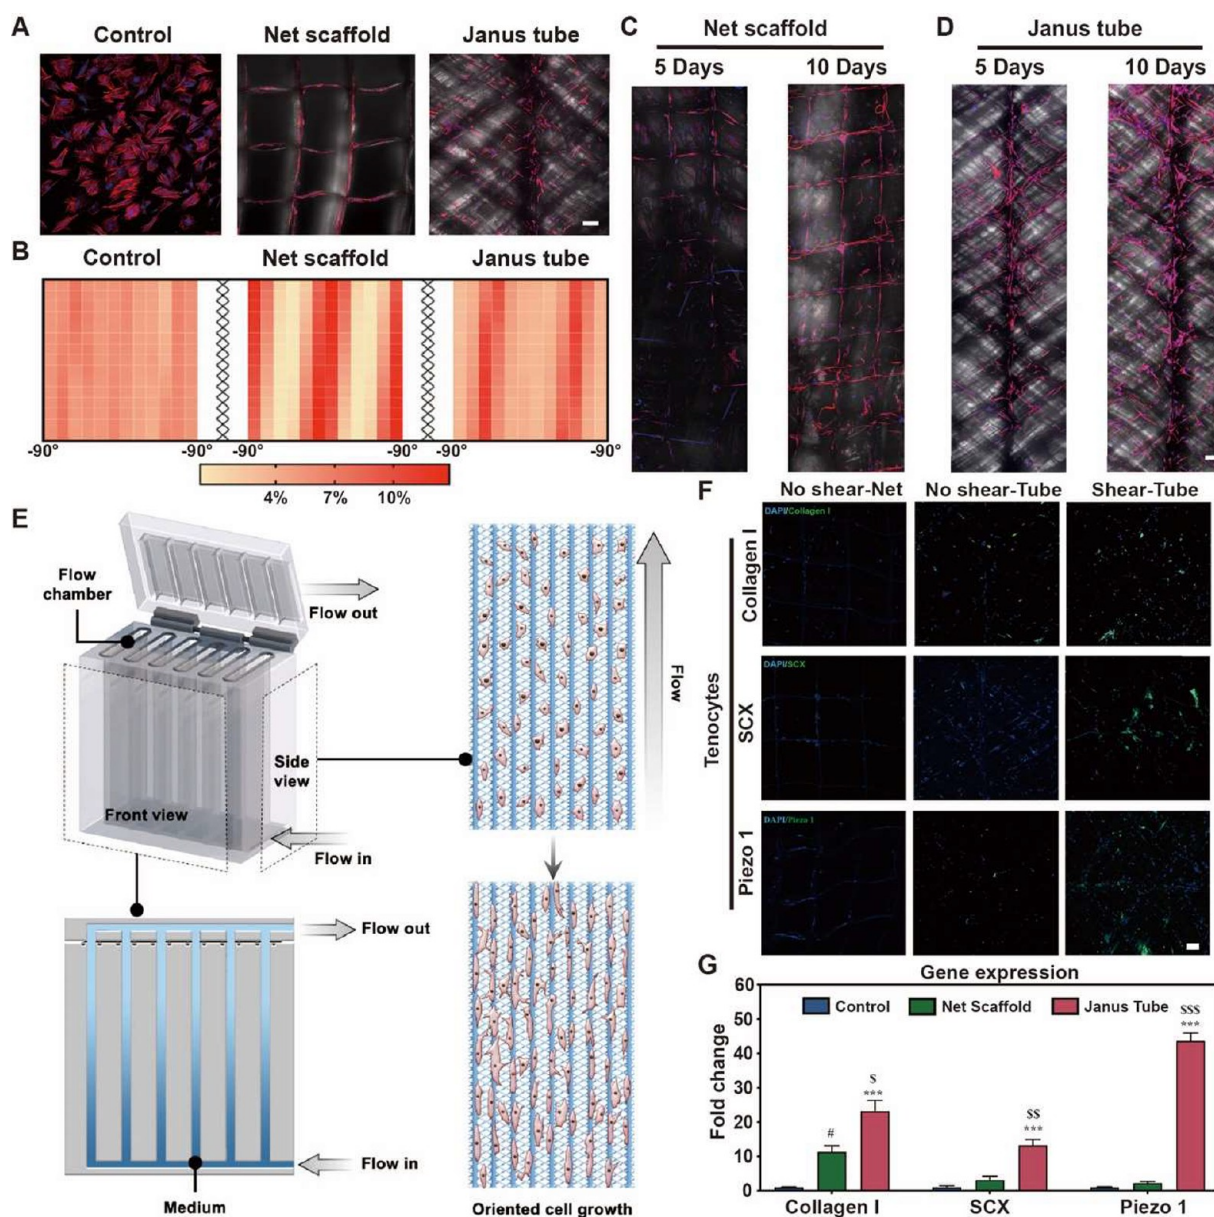 A
Control
Net scaffold
Janus tube
B
Control
Net scaffold
Janus tube
-90°
-90° -90°
-90° -90°
4%
7%
10%
C
Net scaffold
5 Days
10 Days
D
Janus tube
5 Days
10 Days
E
Flow
chamber
Flow out
Side
view
Front view
Flow in
Flow
Flow out
Flow in
Medium
Oriented cell growth
F
No shear-Net
No shear-Tube
Shear-Tube
Tenocytes
Collagen I
DAPI/Collagen I
SCX
DAPI/SCX
Piezo 1
DAPI/Piezo 1
G
Gene expression
Control
Net Scaffold
Janus Tube
Fold change
60
50
40
30
20
10
0
#
$
***
$$
***
$$$
***
Collagen I
SCX
Piezo 1